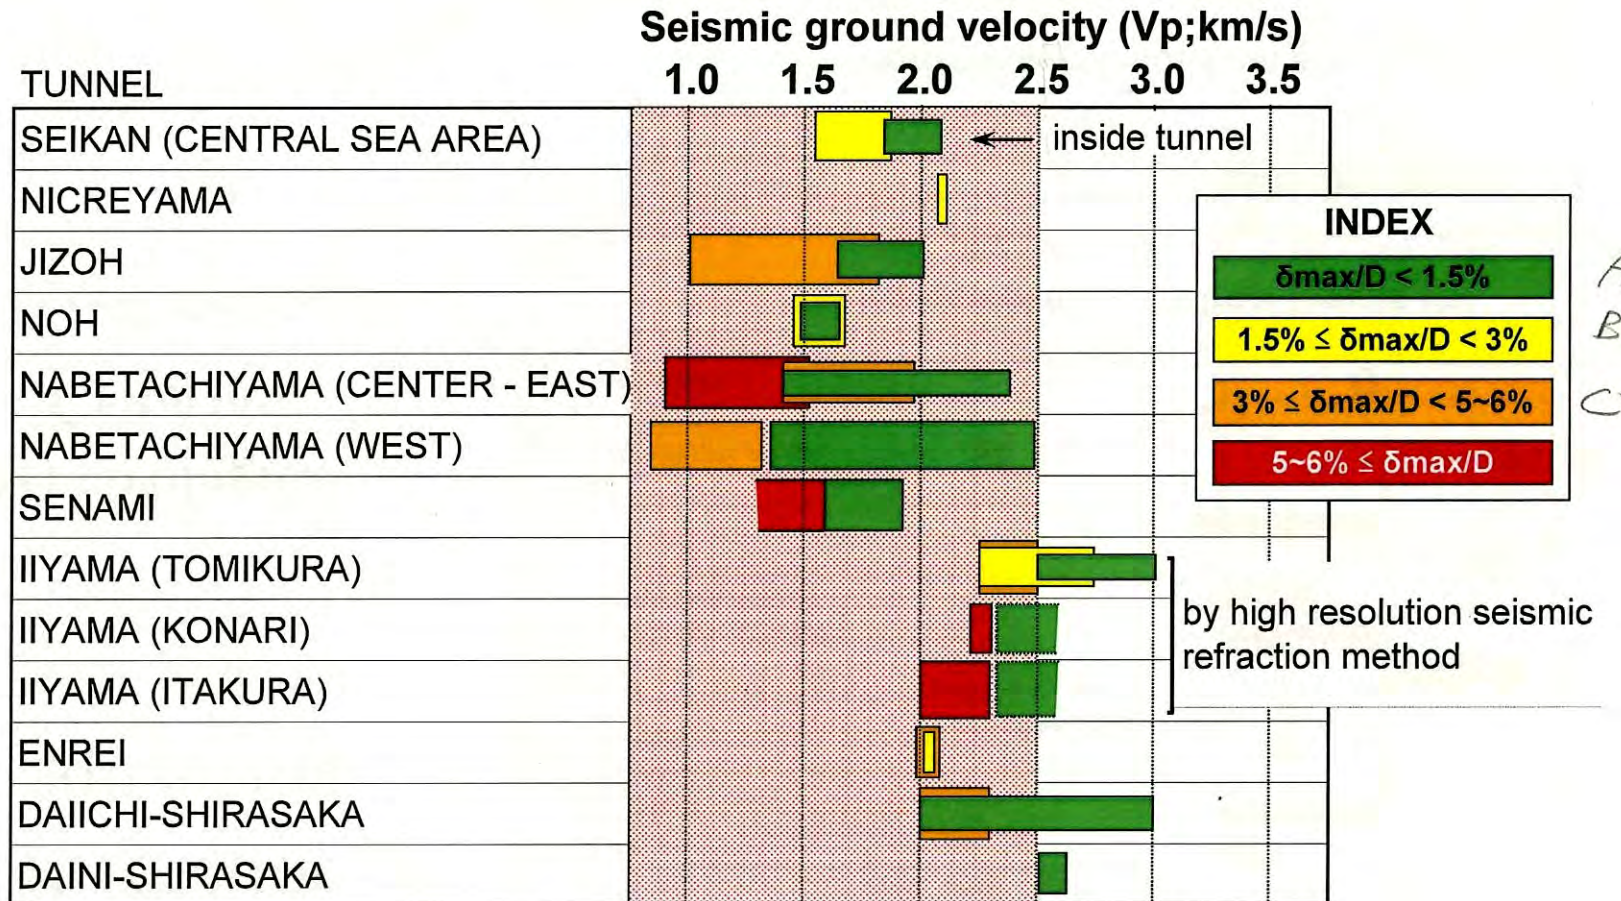 Seismic ground velocity (Vp;km/s)
TUNNEL 1.0 1.5 2.0 2.5 3.0 3.5
SEIKAN (CENTRAL SEA AREA)
inside tunnel
NICREYAMA
JIZOH
NOH
NABETACHIYAMA (CENTER - EAST)
NABETACHIYAMA (WEST)
SENAMI
IIYAMA (TOMIKURA)
IIYAMA (KONARI)
IIYAMA (ITAKURA)
ENREI
DAIICHI-SHIRASAKA
DAINI-SHIRASAKA
INDEX
δmax/D < 1.5%
A
1.5% ≤ δmax/D < 3%
B
3% ≤ δmax/D < 5~6%
C
5~6% ≤ δmax/D
by high resolution seismic
refraction method